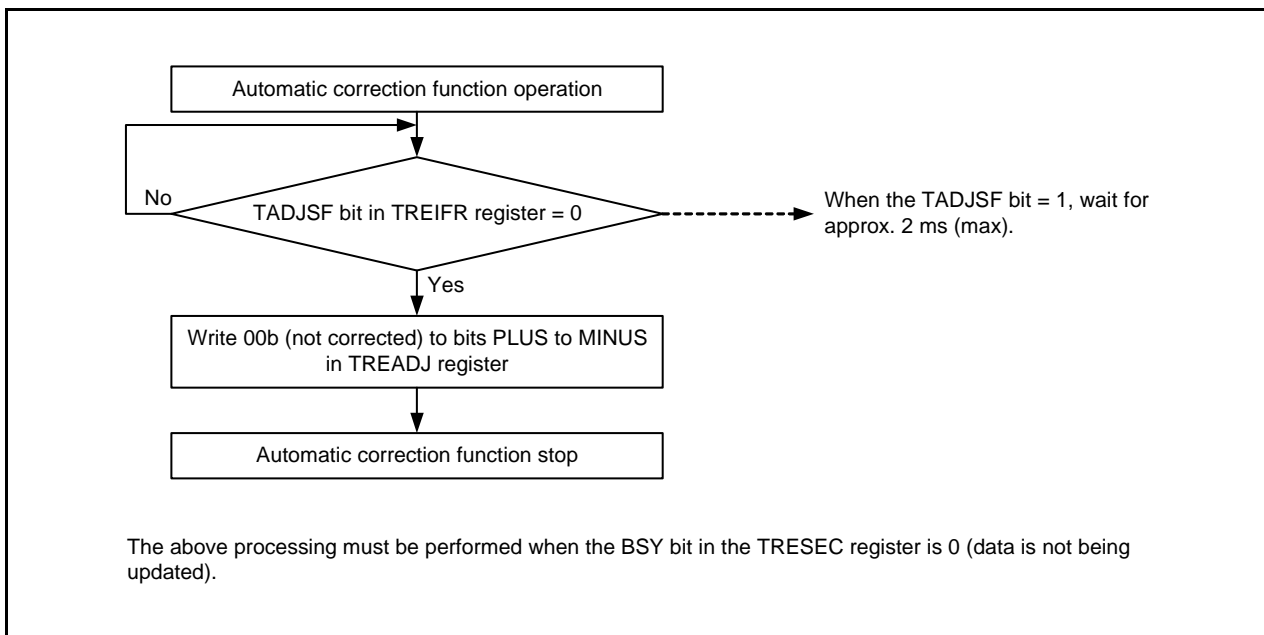 Automatic correction function operation
No
TADJSF bit in TREIFR register = 0
When the TADJSF bit = 1, wait for
approx. 2 ms (max).
Yes
Write 00b (not corrected) to bits PLUS to MINUS
in TREADJ register
Automatic correction function stop
The above processing must be performed when the BSY bit in the TRESEC register is 0 (data is not being
updated).